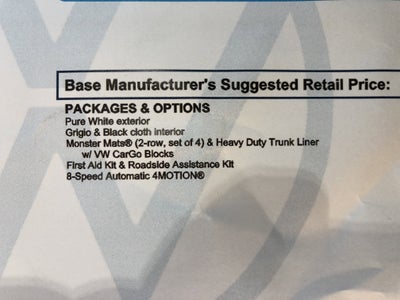 Base Manufacturer's Suggested Retail Price:
PACKAGES & OPTIONS
Pure White exterior
Grigio & Black cloth interior
Monster Mats® (2-row, set of 4) & Heavy Duty Trunk Liner
w/ VW CarGo Blocks
First Aid Kit & Roadside Assistance Kit
8-Speed Automatic 4MOTION®